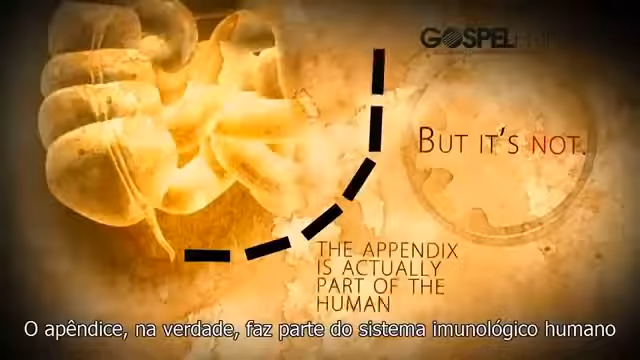 GOSPEL
BUT IT'S NOT.
THE APPENDIX
IS ACTUALLY
PART OF THE
HUMAN
O apêndice, na verdade, faz parte do sistema imunológico humano